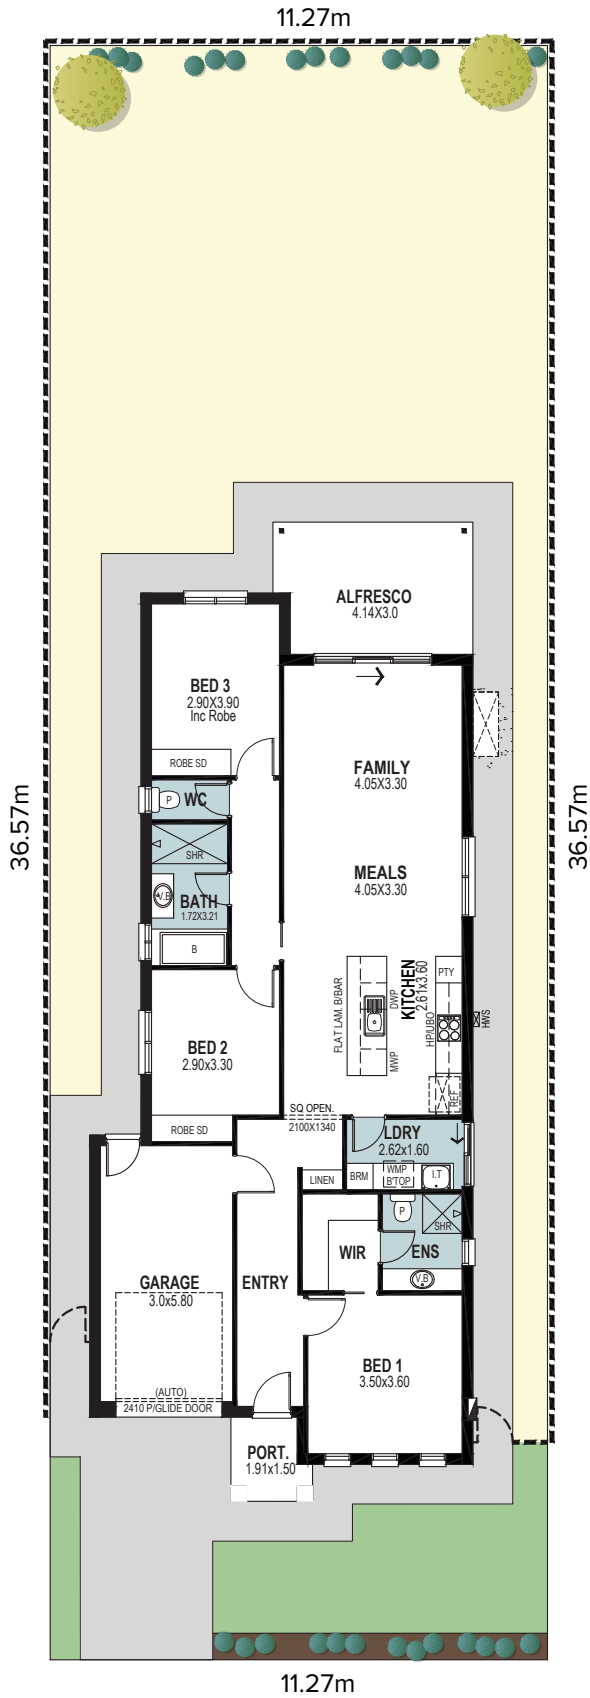 11.27m
ALFRESCO
4.14X3.0
BED 3
2.90X3.90
Inc Robe
ROBE SD
FAMILY
4.05X3.30
P
WC
36.57m
36.57m
SHR
MEALS
4.05X3.30
V.B
BATH
1.72X3.21
B
KITCHEN
2.61x3.60
PTY
FLAT LAM. B/BAR
DWP
MWP
HP/UBO
HWS
REF
BED 2
2.90x3.30
ROBE SD
SQ OPEN.
2100X1340
LDRY
2.62x1.60
LINEN
BRM
WMP
B'TOP
I.T
P
SHR
WIR
ENS
V.B
GARAGE
3.0x5.80
ENTRY
BED 1
3.50x3.60
(AUTO)
2410 P/GLIDE DOOR
PORT.
1.91x1.50
11.27m